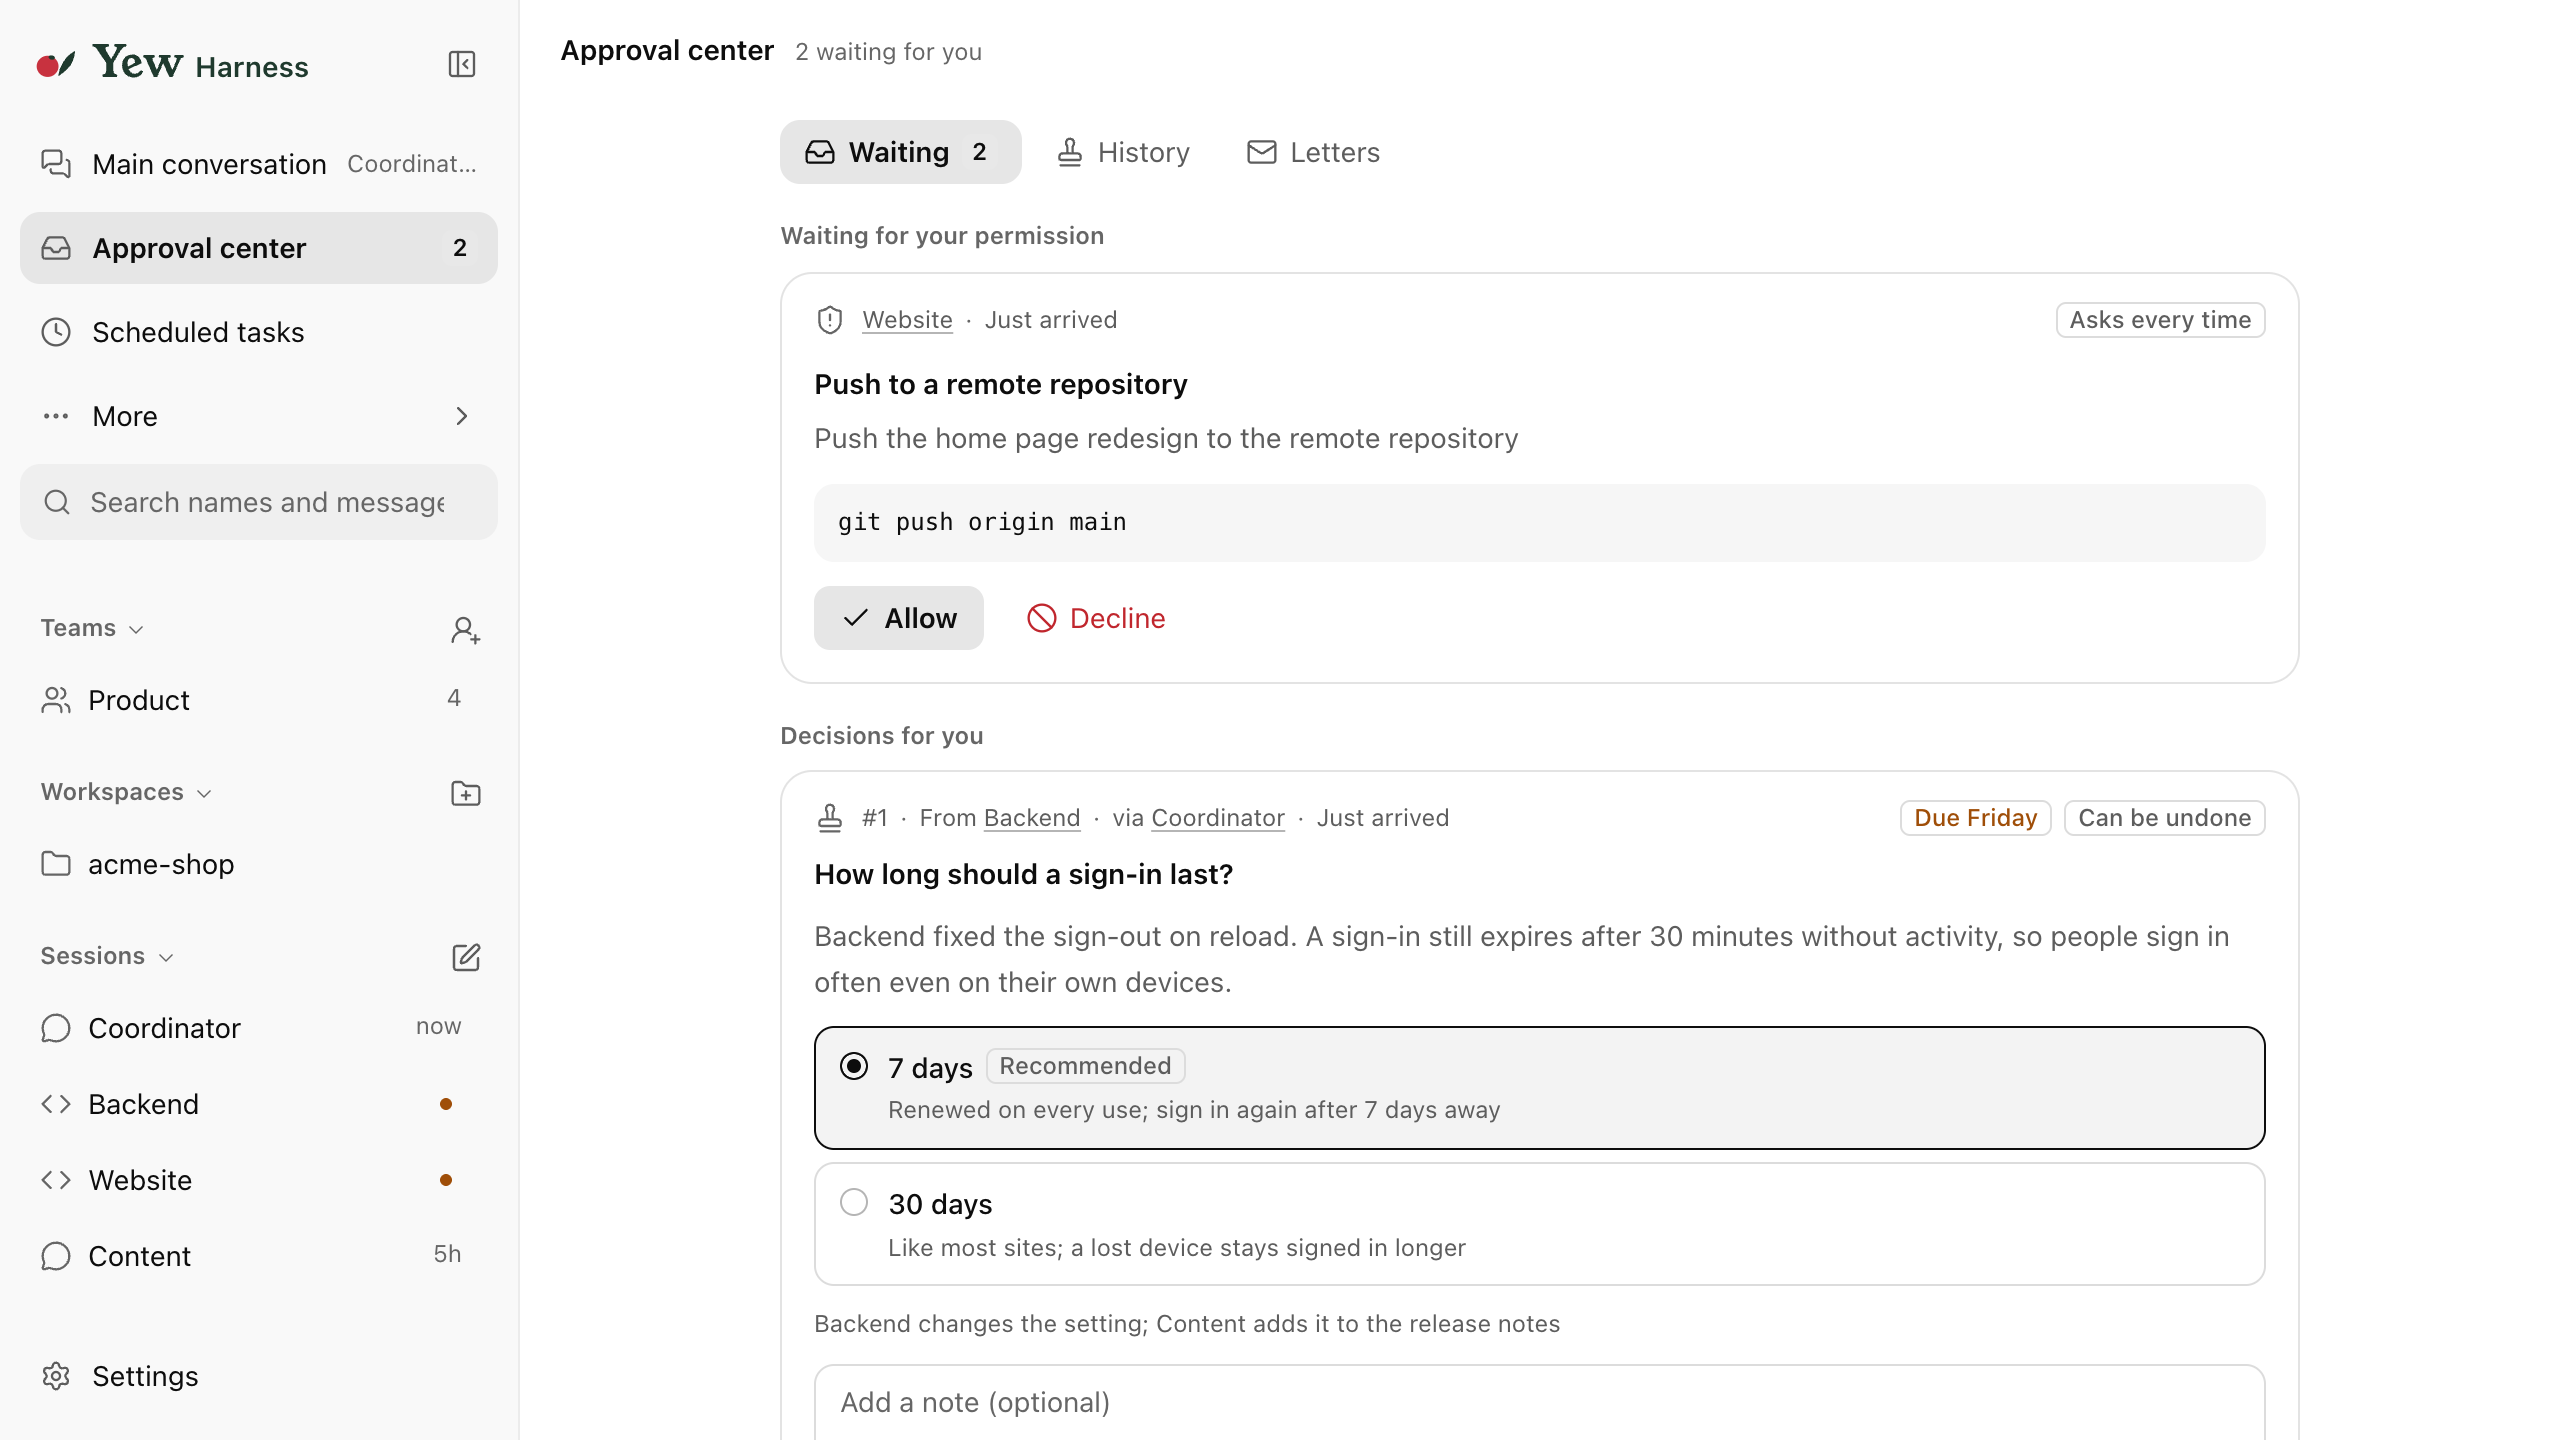 Yew Harness
Main conversation Coordinat...
Approval center 2
Scheduled tasks
More
Search names and message
Teams
Product 4
Workspaces
acme-shop
Sessions
Coordinator now
Backend
Website
Content 5h
Settings
Approval center 2 waiting for you
Waiting 2 History Letters
Waiting for your permission
Website · Just arrived Asks every time
Push to a remote repository
Push the home page redesign to the remote repository
git push origin main
Allow Decline
Decisions for you
#1 · From Backend · via Coordinator · Just arrived Due Friday Can be undone
How long should a sign-in last?
Backend fixed the sign-out on reload. A sign-in still expires after 30 minutes without activity, so people sign in
often even on their own devices.
7 days Recommended
Renewed on every use; sign in again after 7 days away
30 days
Like most sites; a lost device stays signed in longer
Backend changes the setting; Content adds it to the release notes
Add a note (optional)